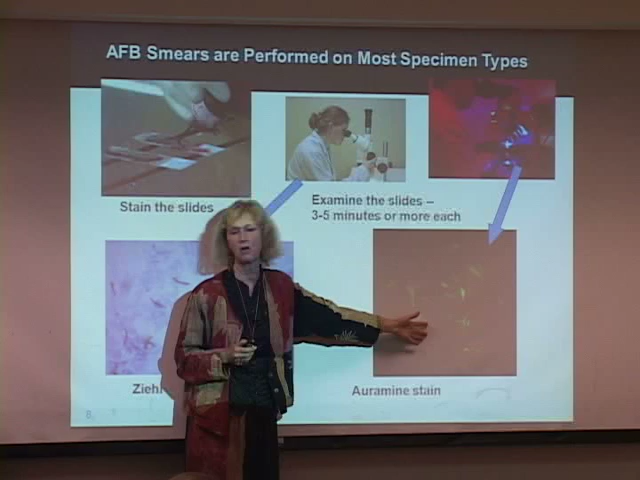 AFB Smears are Performed on Most Specimen Types
Stain the slides
Examine the slides –
3-5 minutes or more each
Ziehl
Auramine stain